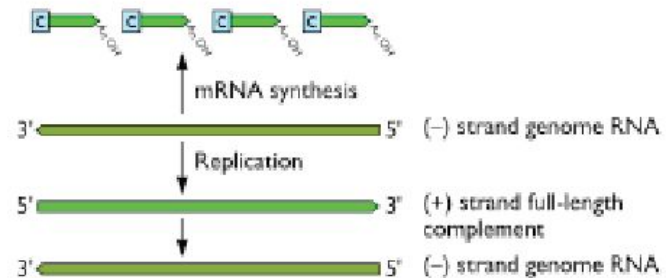 C C C C
mRNA synthesis
3' 5' (–) strand genome RNA
Replication
5' 3' (+) strand full-length
complement
3' 5' (–) strand genome RNA